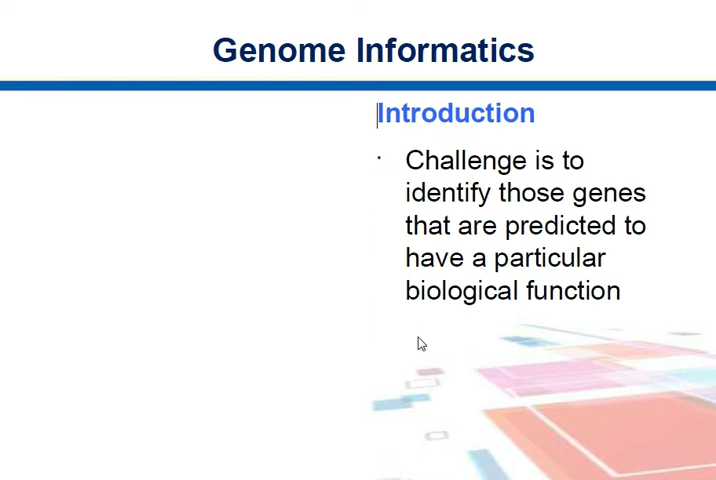 Genome Informatics
Introduction
• Challenge is to
identify those genes
that are predicted to
have a particular
biological function